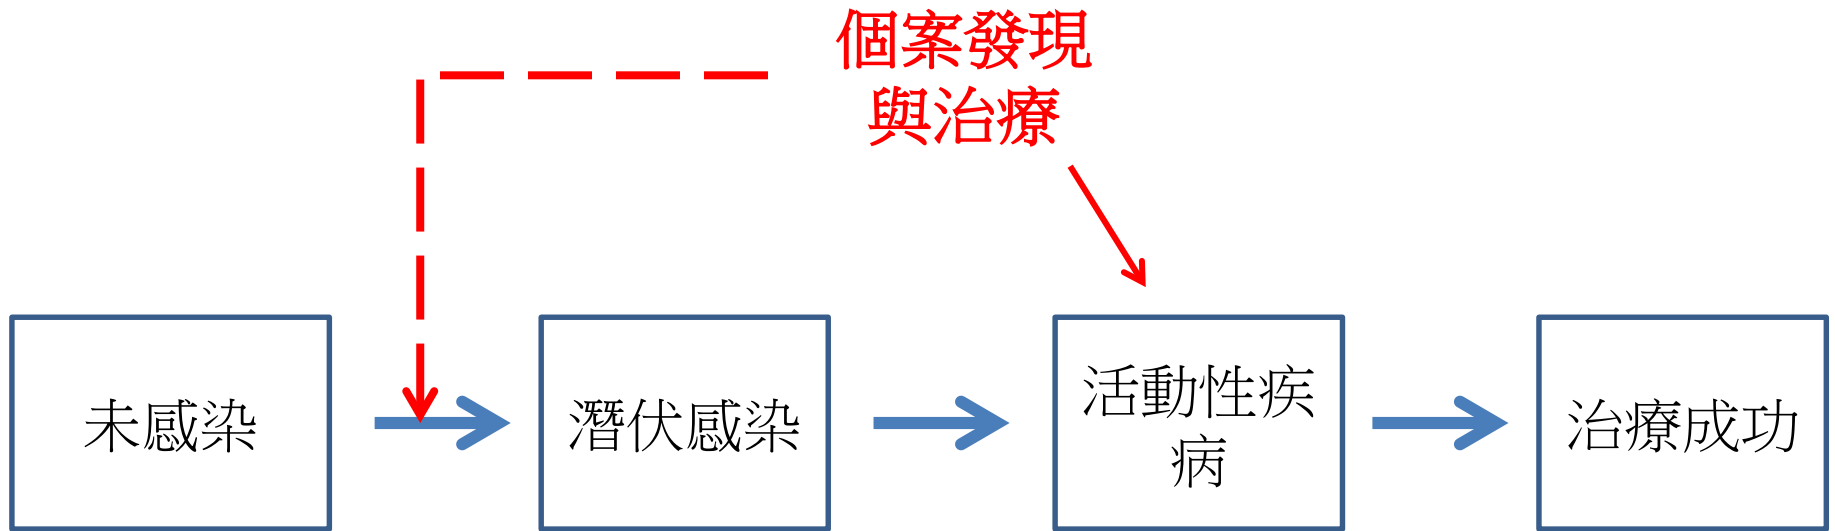 個案發現
與治療
未感染
潛伏感染
活動性疾
病
治療成功